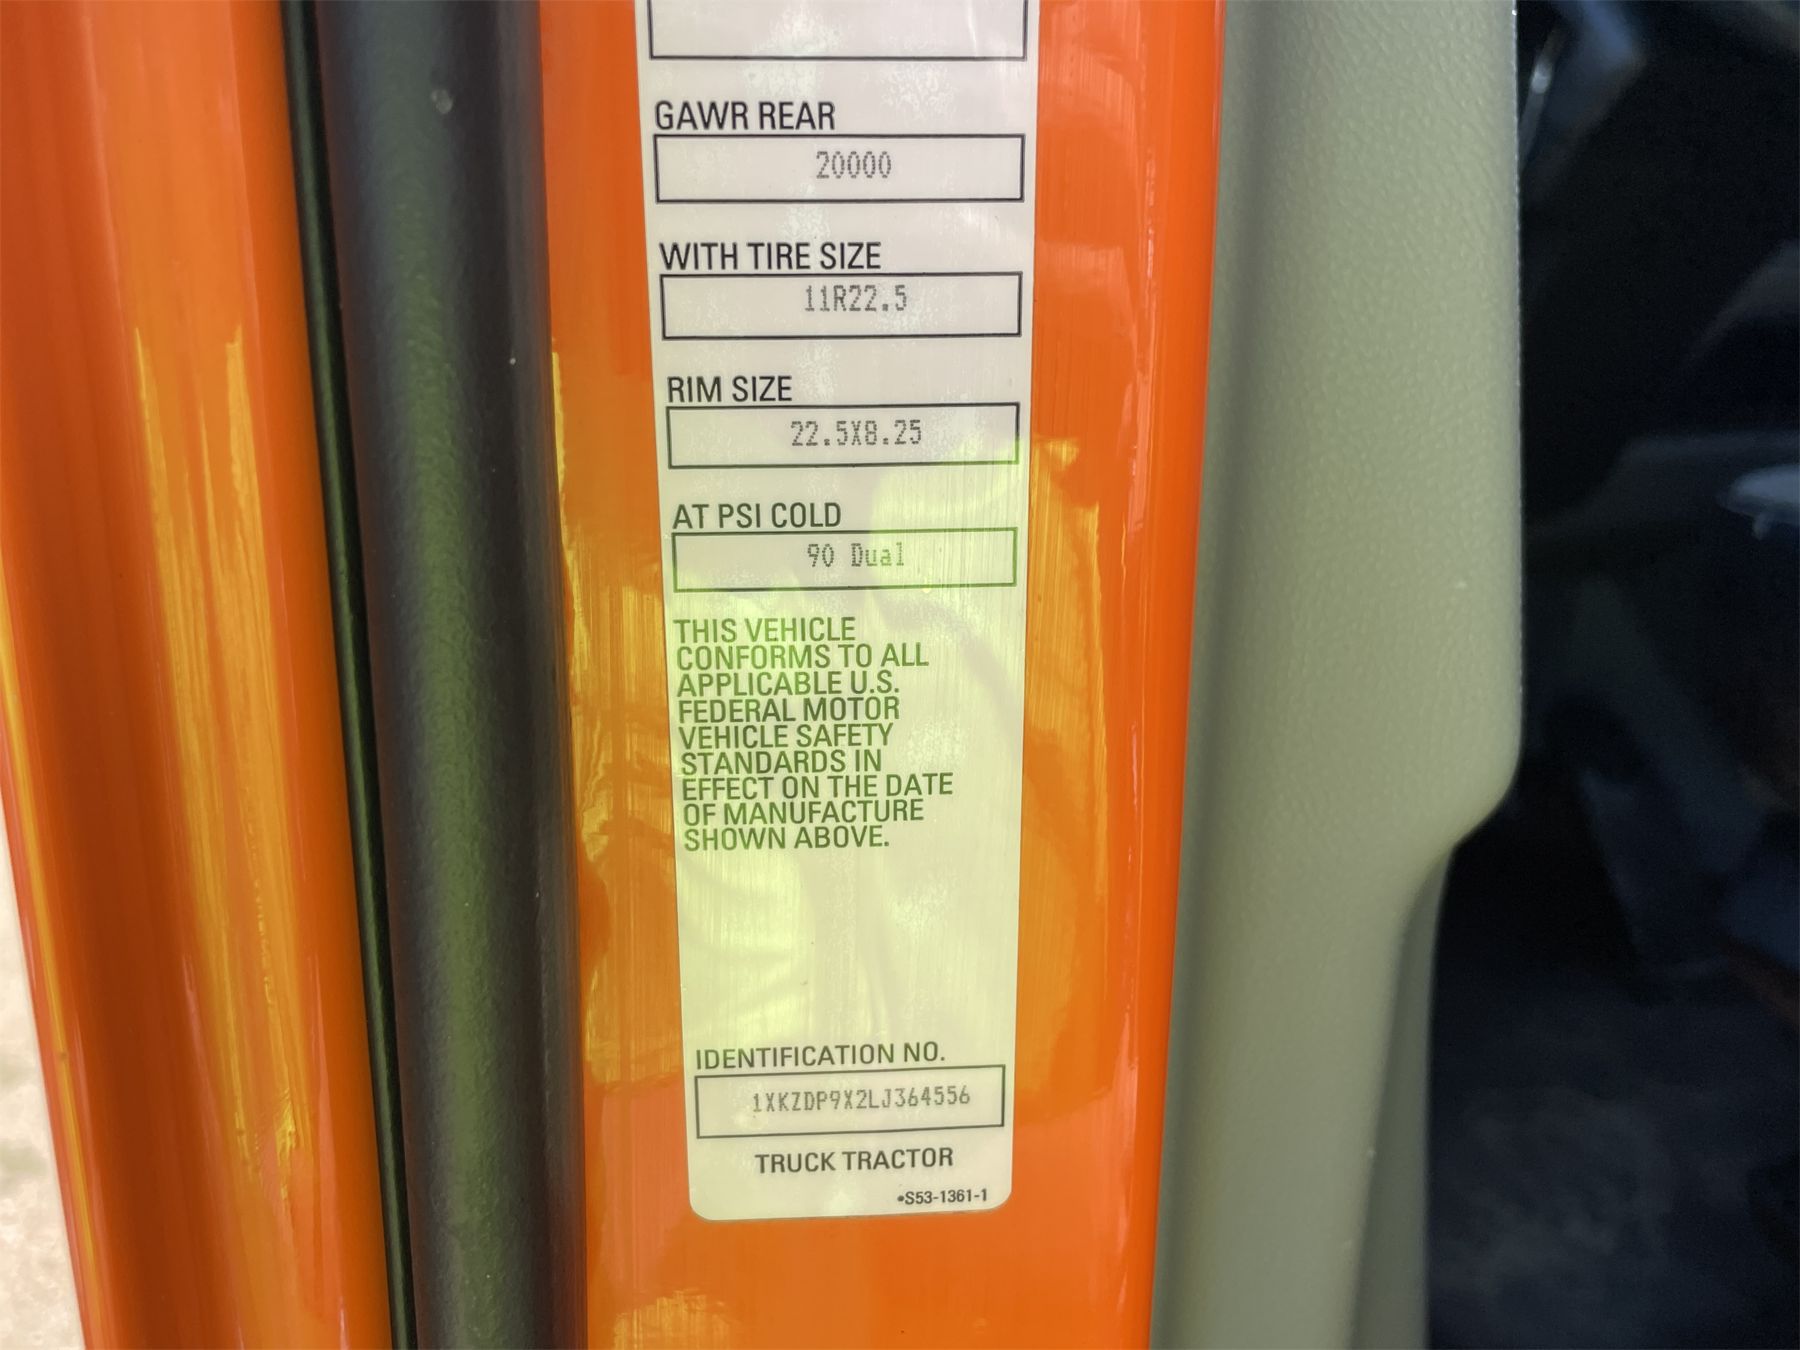 GAWR REAR
20000
WITH TIRE SIZE
11R22.5
RIM SIZE
22.5X8.25
AT PSI COLD
90 Dual
THIS VEHICLE
CONFORMS TO ALL
APPLICABLE U.S.
FEDERAL MOTOR
VEHICLE SAFETY
STANDARDS IN
EFFECT ON THE DATE
OF MANUFACTURE
SHOWN ABOVE.
IDENTIFICATION NO.
1XKZDP9X2LJ364556
TRUCK TRACTOR
•S53-1361-1